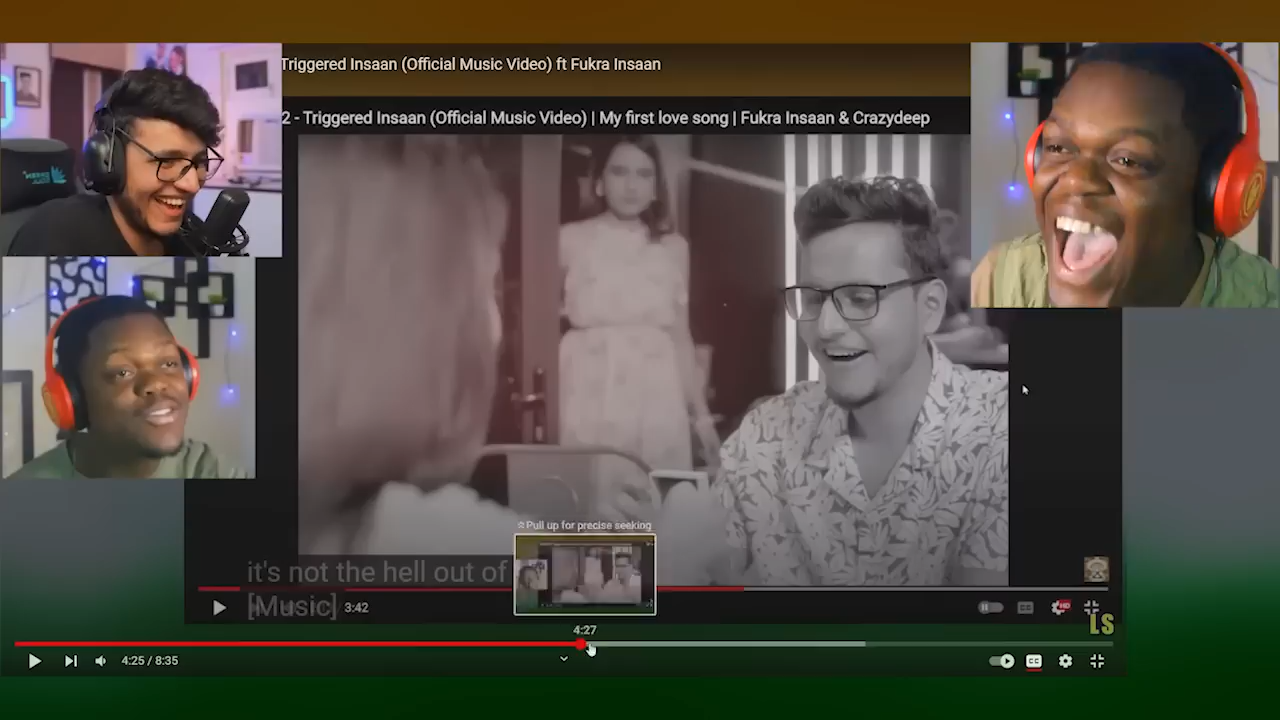 Triggered Insaan (Official Music Video) ft Fukra Insaan
2 - Triggered Insaan (Official Music Video) | My first love song | Fukra Insaan & Crazydeep
Pull up for precise seeking
it's not the hell out of
[Music]
3:42
HD
LS
4:27
4:25 / 8:35
CC